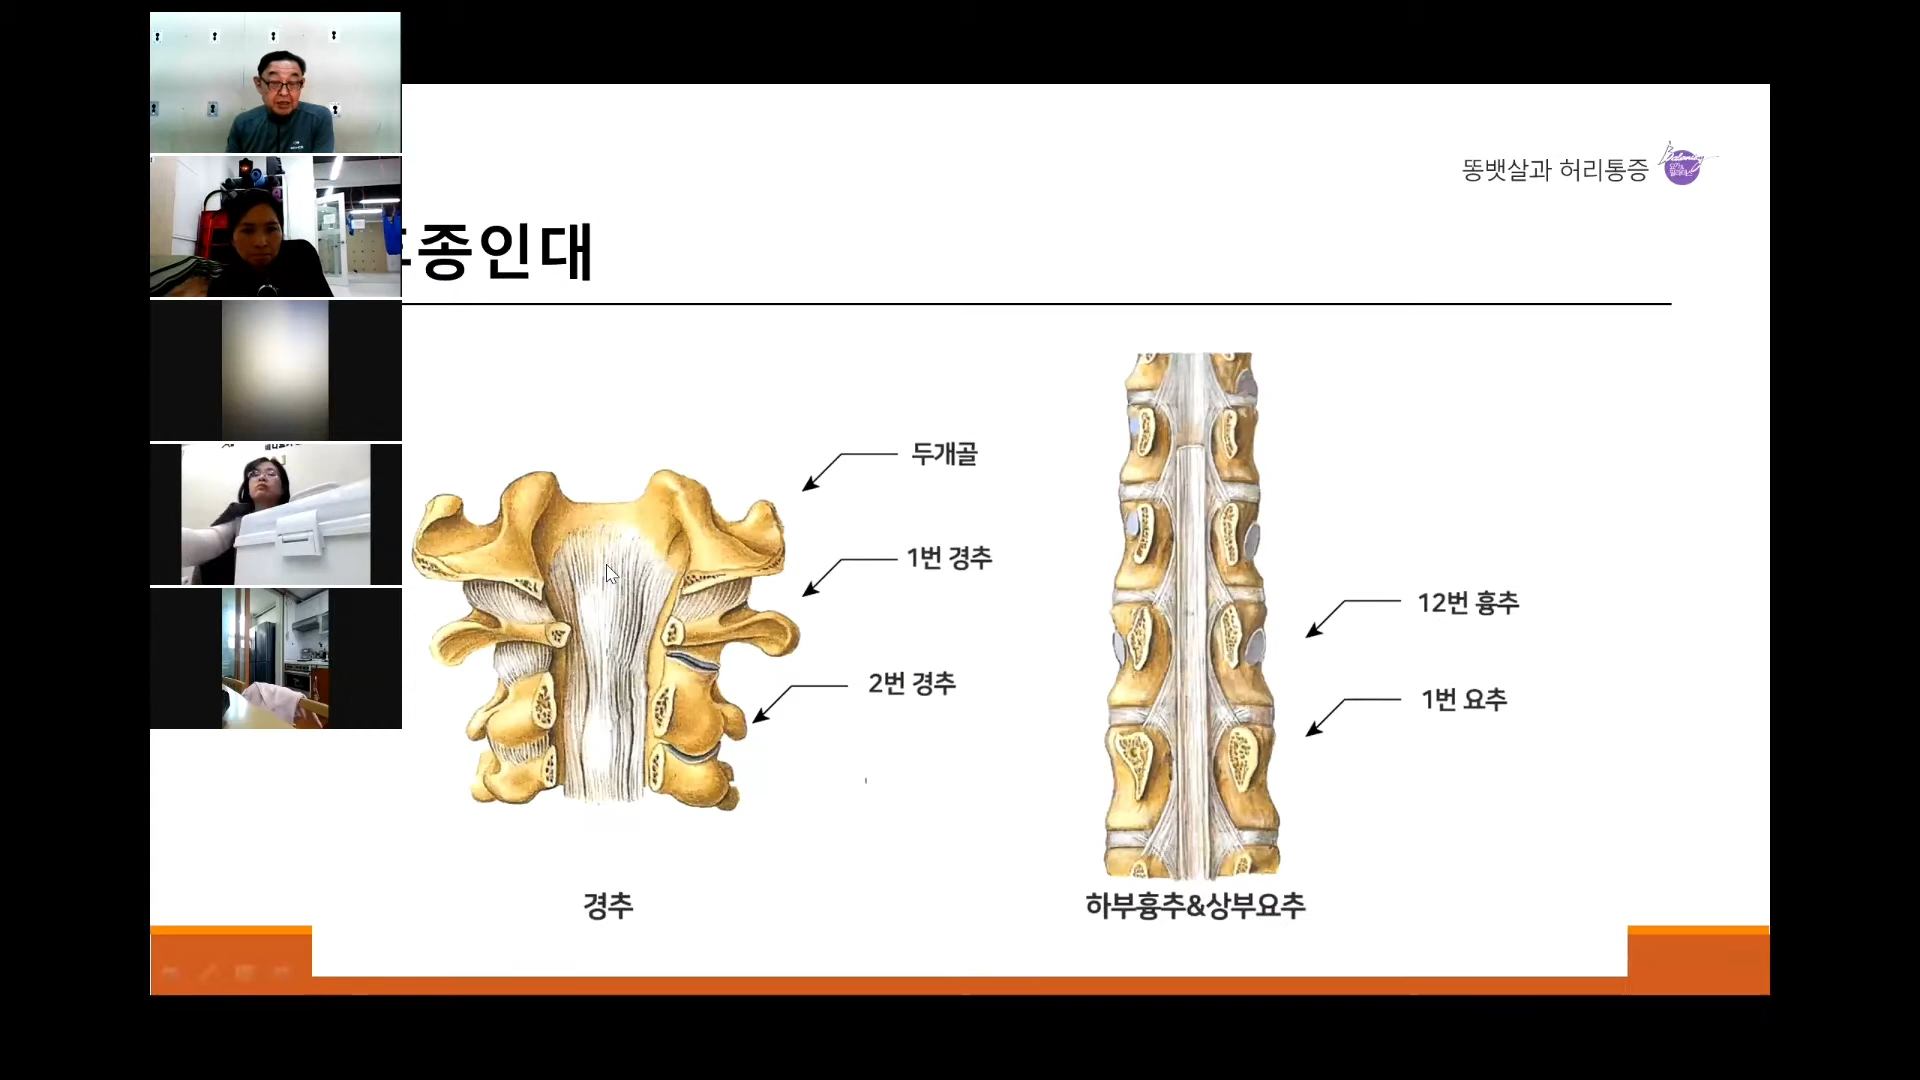 똥뱃살과 허리통증
Balancing
종인대
두개골
1번 경추
2번 경추
12번 흉추
1번 요추
경추
하부흉추&상부요추